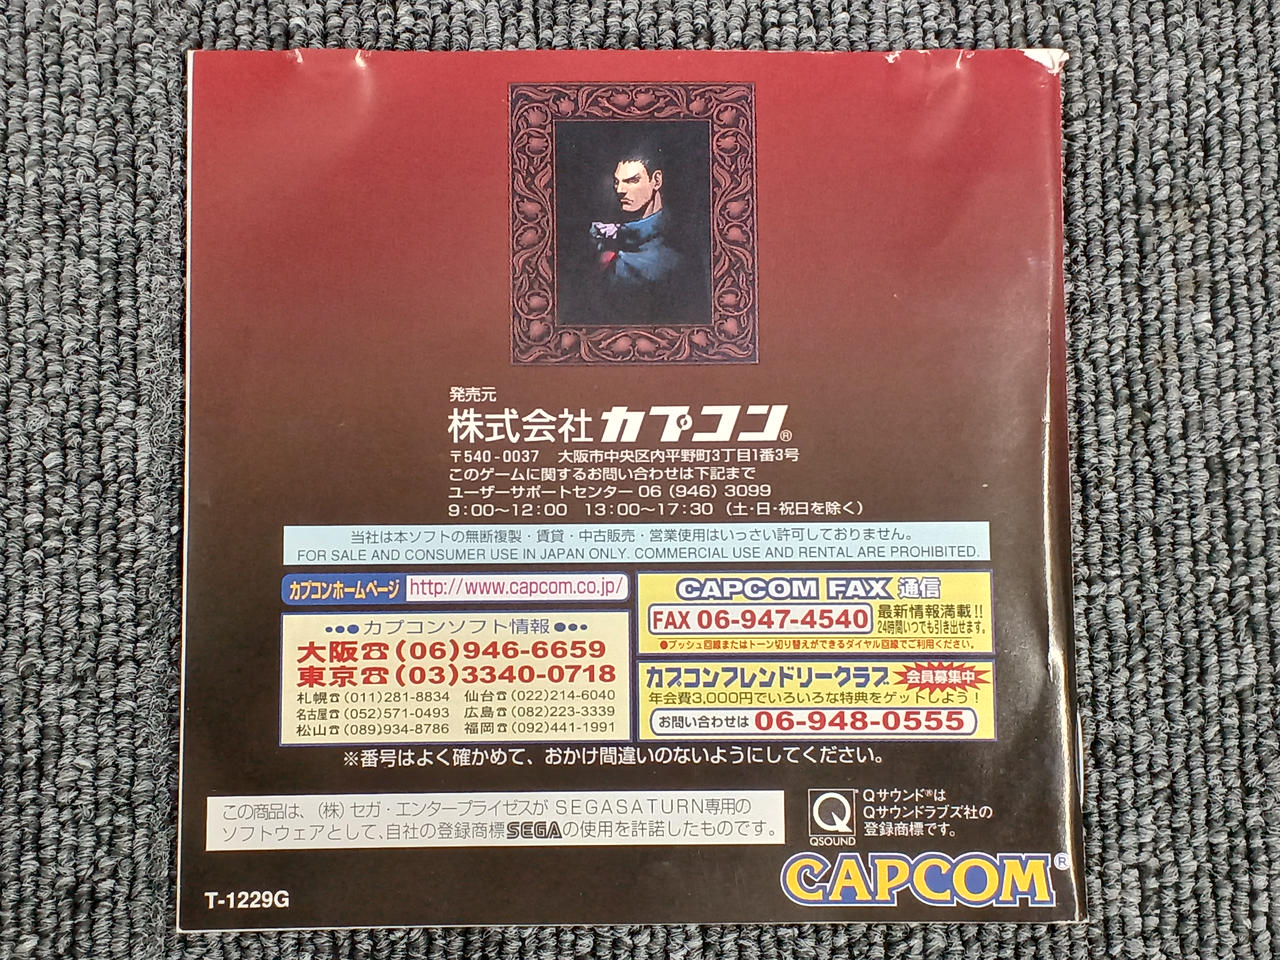 発売元
株式会社 カプコン®
〒540-0037 大阪市中央区内平野町3丁目1番3号
このゲームに関するお問い合わせは下記まで
ユーザーサポートセンター 06 (946) 3099
9:00～12:00 13:00～17:30 (土・日・祝日を除く)
当社は本ソフトの無断複製・賃貸・中古販売・営業使用はいっさい許可しておりません。
FOR SALE AND CONSUMER USE IN JAPAN ONLY. COMMERCIAL USE AND RENTAL ARE PROHIBITED.
カプコンホームページ http://www.capcom.co.jp/
●●●カプコンソフト情報●●●
大阪☎(06)946-6659
東京☎(03)3340-0718
札幌☎(011)281-8834 仙台☎(022)214-6040
名古屋☎(052)571-0493 広島☎(082)223-3339
松山☎(089)934-8786 福岡☎(092)441-1991
CAPCOM FAX 通信
FAX 06-947-4540 最新情報満載!!
24時間いつでも引き出せます。
●プッシュ回線またはトーン切り替えができるダイヤル回線でご利用ください。
カプコンフレンドリークラブ 会員募集中
年会費3,000円でいろいろな特典をゲットしよう!
お問い合わせは 06-948-0555
※番号はよく確かめて、おかけ間違いのないようにしてください。
この商品は、(株)セガ・エンタープライゼスが SEGASATURN専用の
ソフトウェアとして、自社の登録商標SEGAの使用を許諾したものです。
Q
QSOUND
Qサウンド®は
Qサウンドラブズ社の
登録商標です。
CAPCOM®
T-1229G